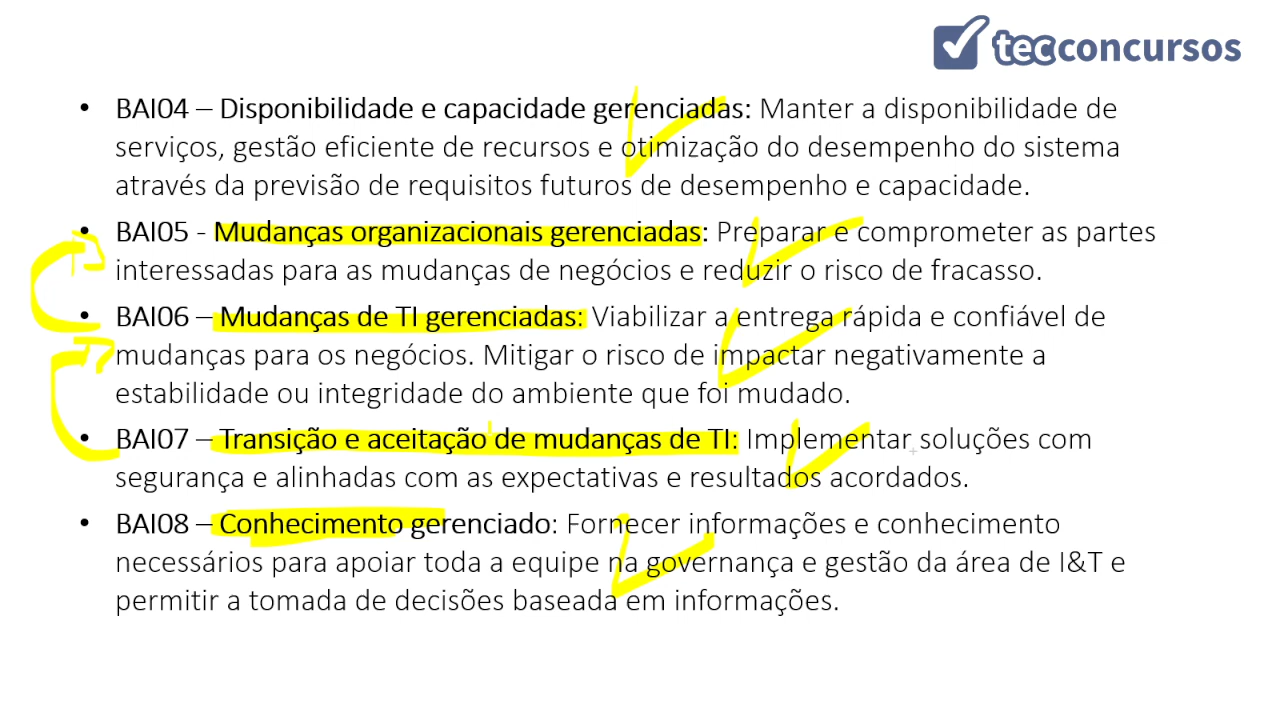 tecconcursos
• BAI04 – Disponibilidade e capacidade gerenciadas: Manter a disponibilidade de
serviços, gestão eficiente de recursos e otimização do desempenho do sistema
através da previsão de requisitos futuros de desempenho e capacidade.
• BAI05 - Mudanças organizacionais gerenciadas: Preparar e comprometer as partes
interessadas para as mudanças de negócios e reduzir o risco de fracasso.
• BAI06 – Mudanças de TI gerenciadas: Viabilizar a entrega rápida e confiável de
mudanças para os negócios. Mitigar o risco de impactar negativamente a
estabilidade ou integridade do ambiente que foi mudado.
• BAI07 – Transição e aceitação de mudanças de TI: Implementar soluções com
segurança e alinhadas com as expectativas e resultados acordados.
• BAI08 – Conhecimento gerenciado: Fornecer informações e conhecimento
necessários para apoiar toda a equipe na governança e gestão da área de I&T e
permitir a tomada de decisões baseada em informações.